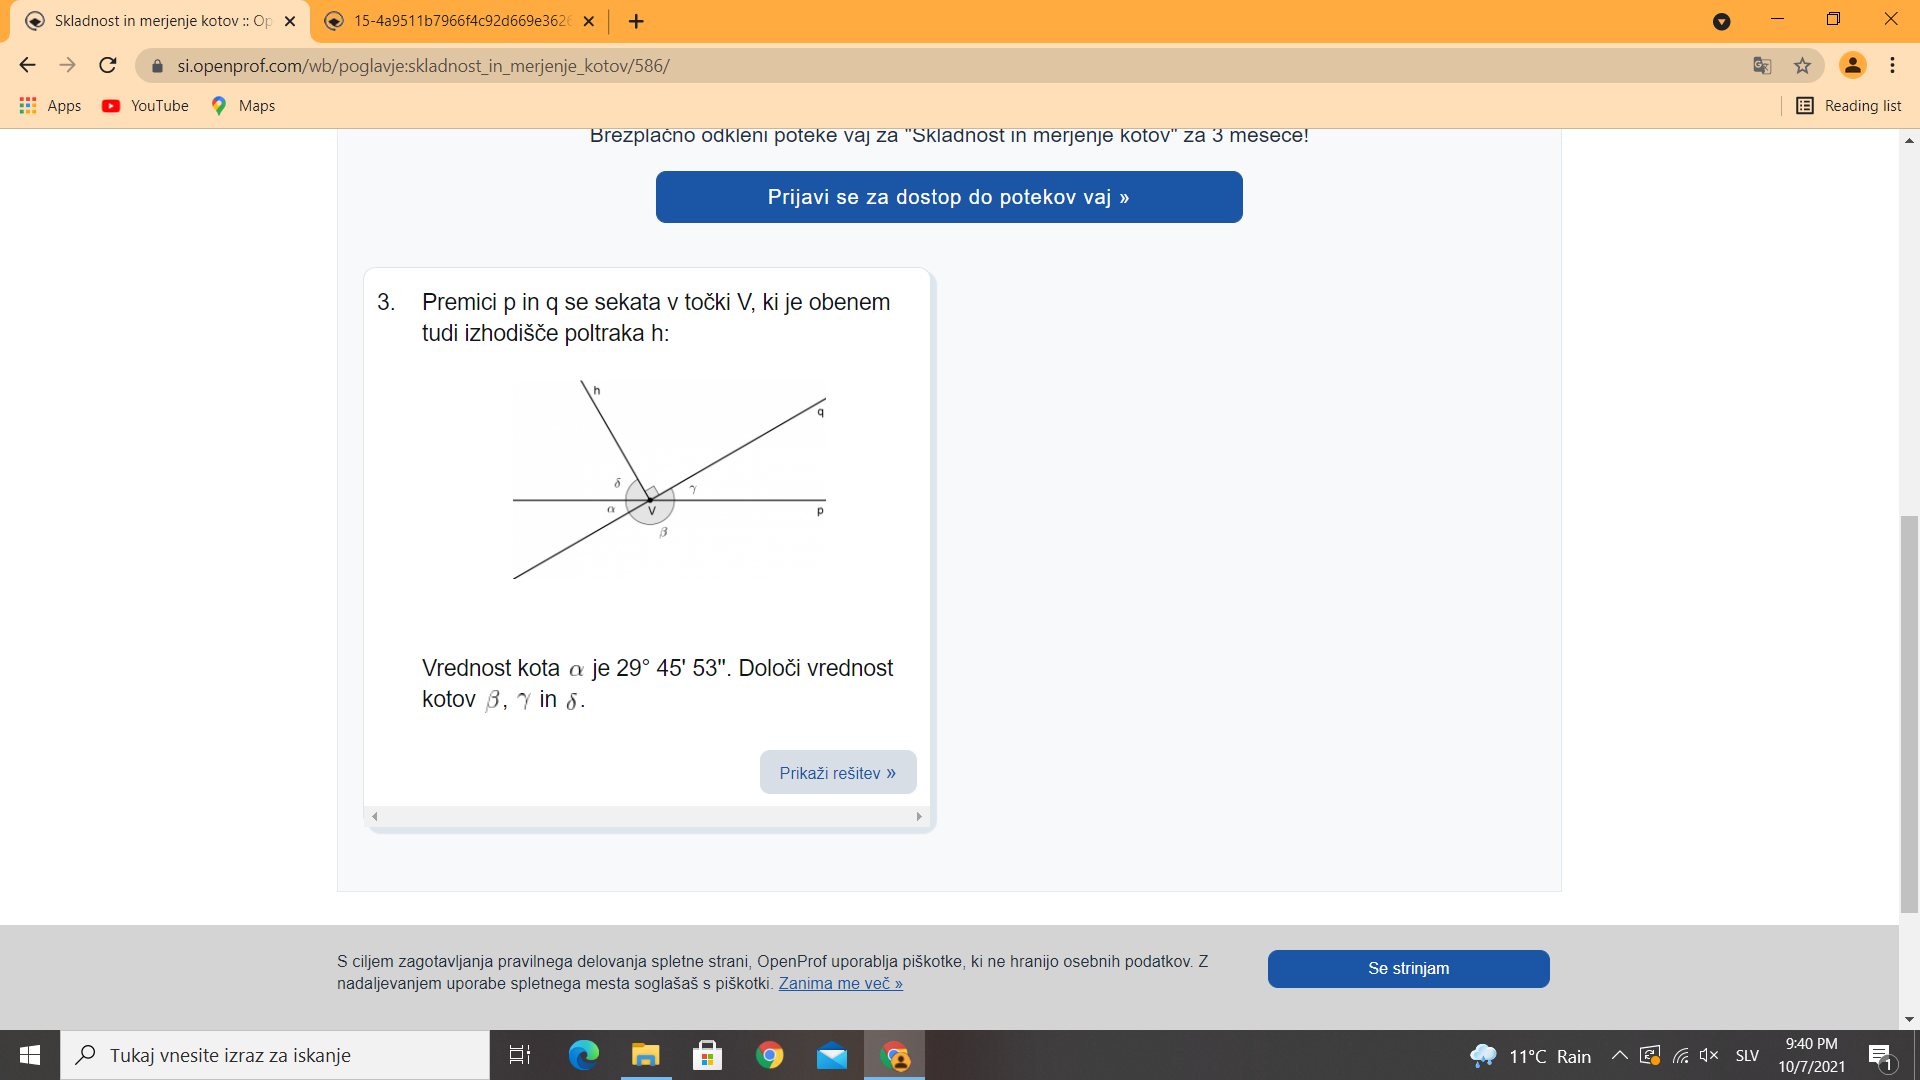 Skladnost in merjenje kotov :: Op
15-4a9511b7966f4c92d669e3626
si.openprof.com/wb/poglavje:skladnost_in_merjenje_kotov/586/
Apps
YouTube
Maps
Reading list
Brezplačno odkleni poteke vaj za "Skladnost in merjenje kotov" za 3 mesece!
Prijavi se za dostop do potekov vaj »
3. Premici p in q se sekata v točki V, ki je obenem
tudi izhodišče poltraka h:
h
q
δ
γ
α
V
p
β
Vrednost kota α je 29° 45' 53". Določi vrednost
kotov β, γ in δ.
Prikaži rešitev »
S ciljem zagotavljanja pravilnega delovanja spletne strani, OpenProf uporablja piškotke, ki ne hranijo osebnih podatkov. Z
nadaljevanjem uporabe spletnega mesta soglašaš s piškotki. Zanima me več »
Se strinjam
Tukaj vnesite izraz za iskanje
11°C Rain
SLV
9:40 PM
10/7/2021
1